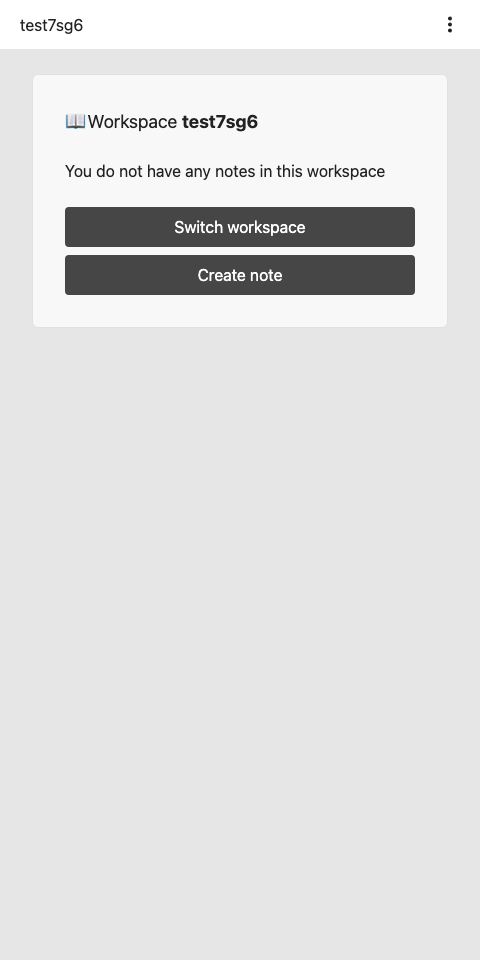 test7sg6
📖Workspace test7sg6
You do not have any notes in this workspace
Switch workspace
Create note